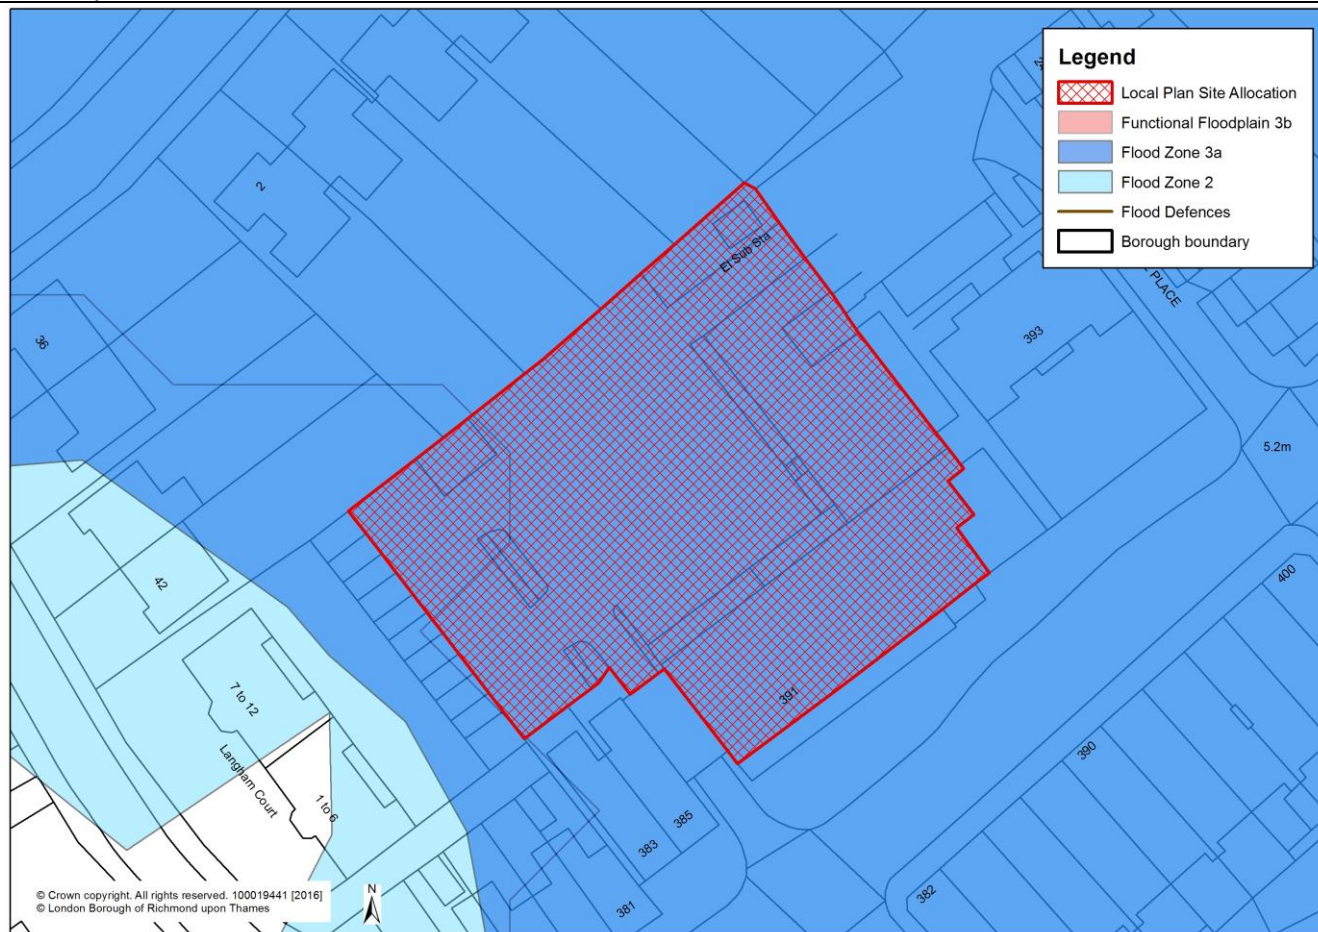 Legend
Local Plan Site Allocation
Functional Floodplain 3b
Flood Zone 3a
Flood Zone 2
Flood Defences
Borough boundary
2
El Sub Sta
PLACE
36
393
5.2m
42
400
7 to 12
391
Langham Court
1 to 6
390
385
383
382
381
© Crown copyright. All rights reserved. 100019441 [2016]
© London Borough of Richmond upon Thames
N